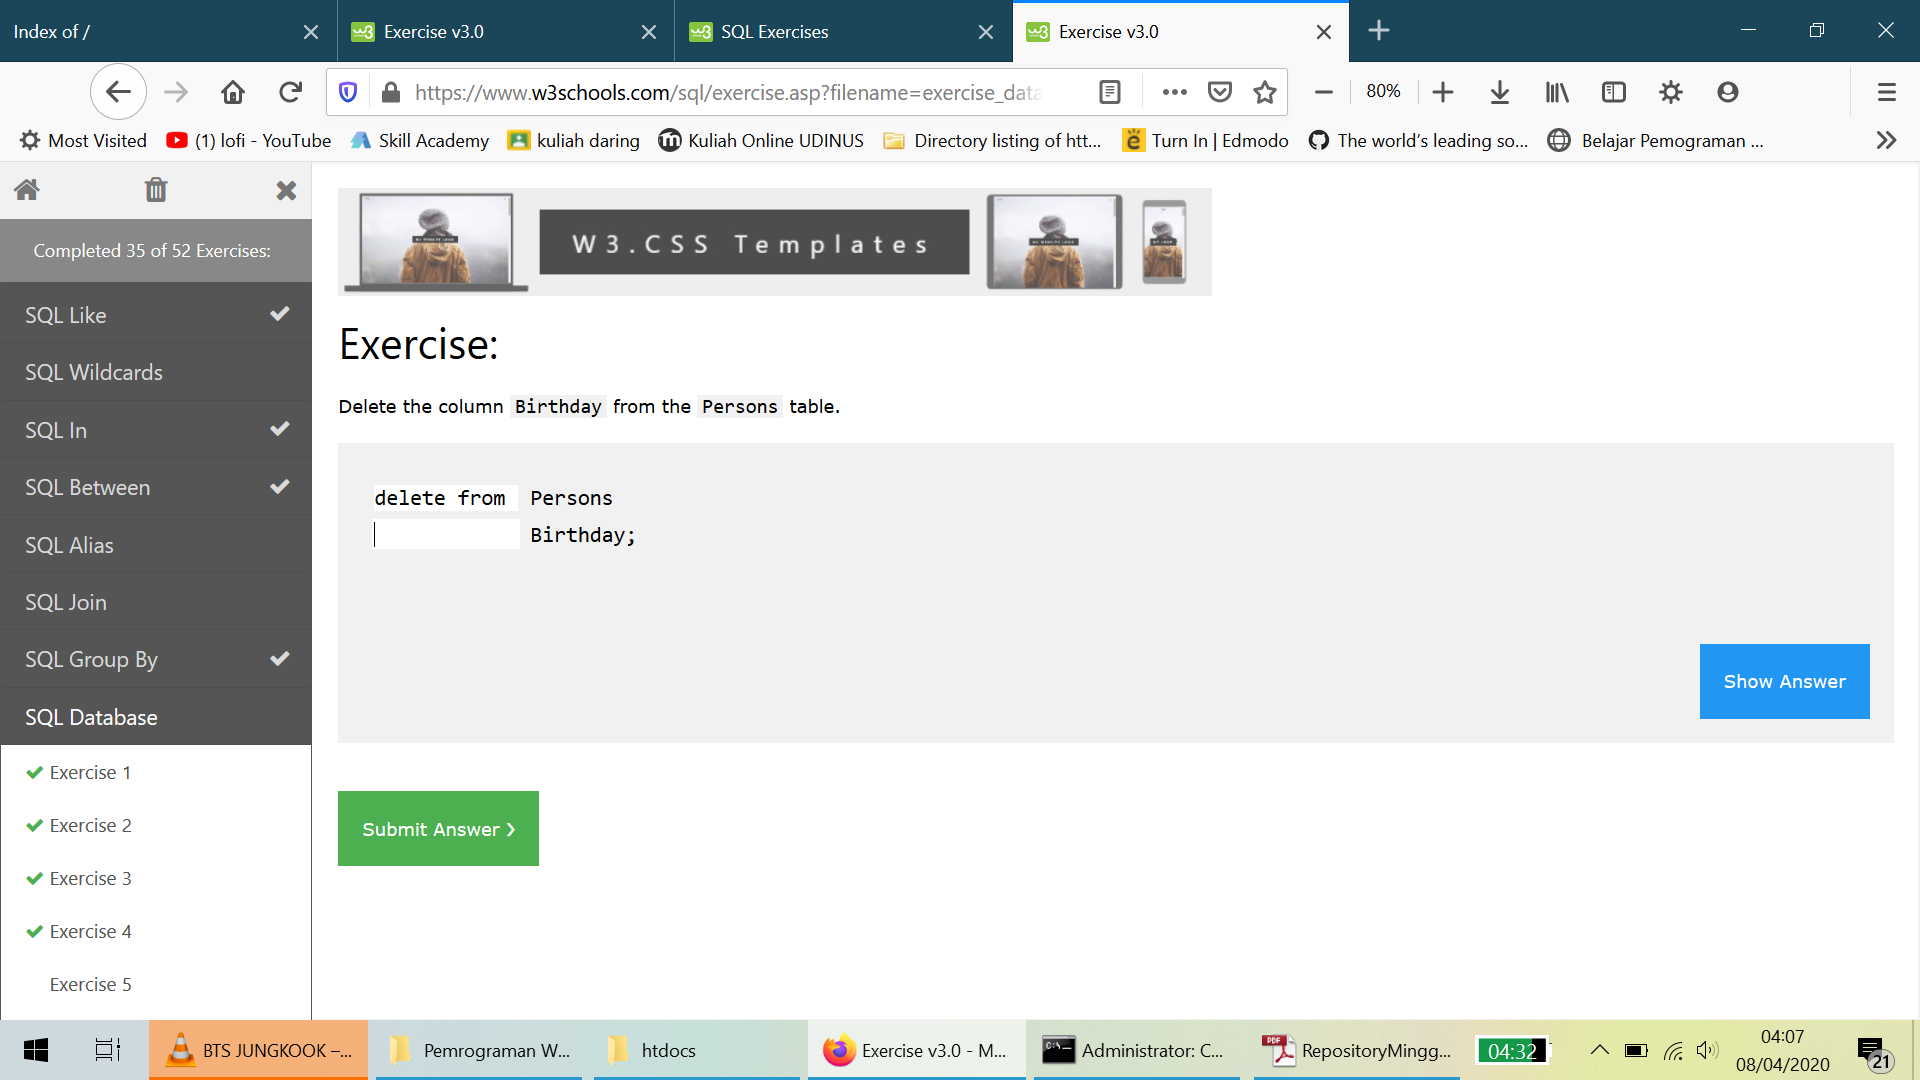 Index of /
Exercise v3.0
SQL Exercises
Exercise v3.0
https://www.w3schools.com/sql/exercise.asp?filename=exercise_data
80%
Most Visited
(1) lofi - YouTube
Skill Academy
kuliah daring
Kuliah Online UDINUS
Directory listing of htt...
Turn In | Edmodo
The world's leading so...
Belajar Pemograman ...
Completed 35 of 52 Exercises:
SQL Like
SQL Wildcards
SQL In
SQL Between
SQL Alias
SQL Join
SQL Group By
SQL Database
Exercise 1
Exercise 2
Exercise 3
Exercise 4
Exercise 5
W3.CSS Templates
Exercise:
Delete the column Birthday from the Persons table.
delete from Persons
Birthday;
Show Answer
Submit Answer ❯
BTS JUNGKOOK –...
Pemrograman W...
htdocs
Exercise v3.0 - M...
Administrator: C...
RepositoryMingg...
04:32
04:07
08/04/2020
21